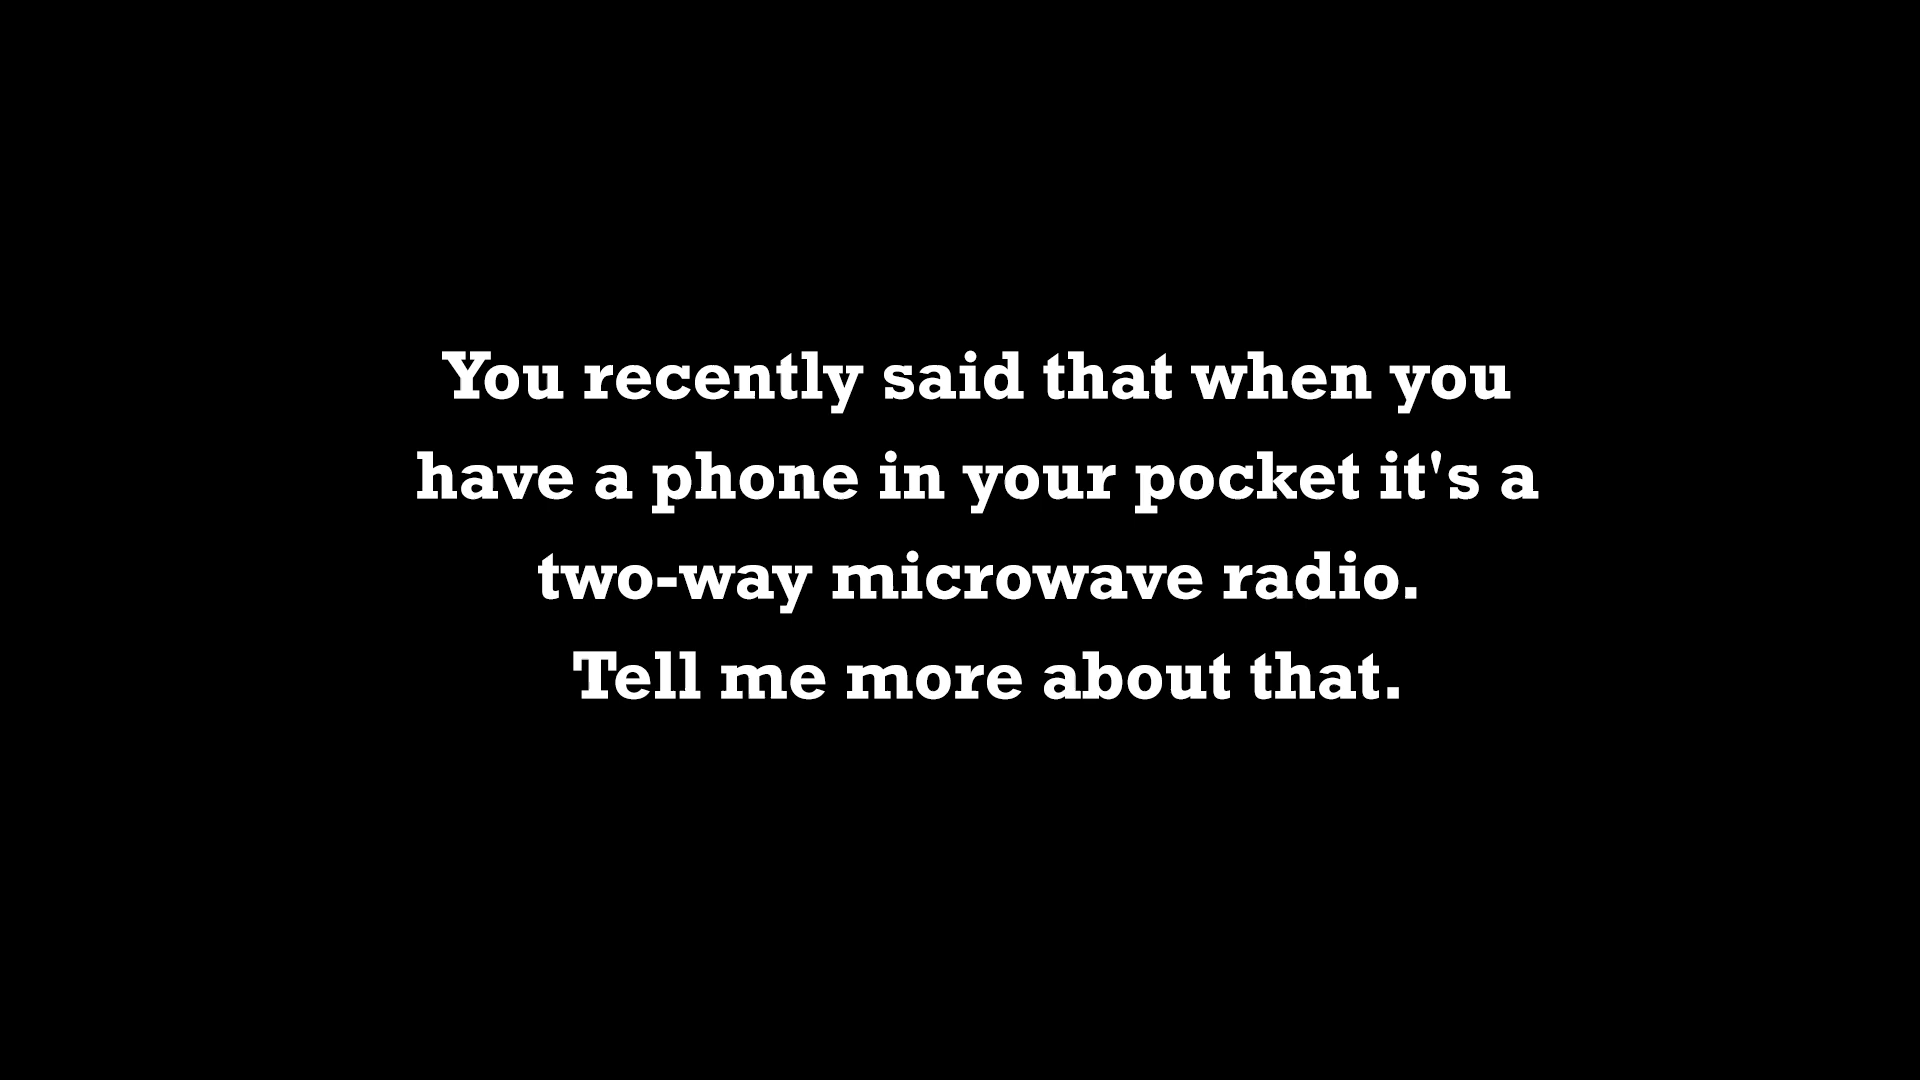 You recently said that when you
have a phone in your pocket it's a
two-way microwave radio.
Tell me more about that.